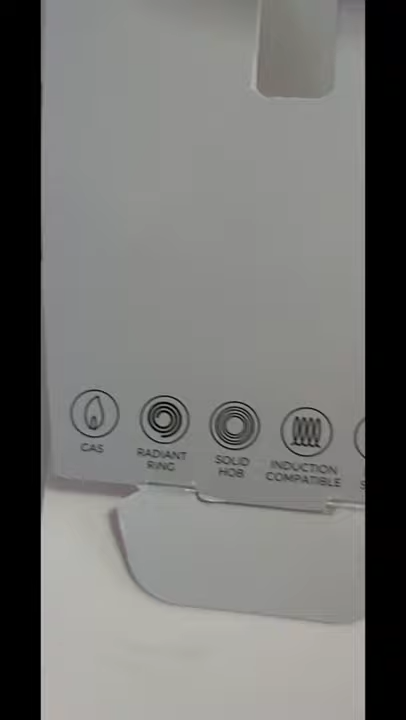 GAS
RADIANT
RING
SOLID
HOB
INDUCTION
COMPATIBLE